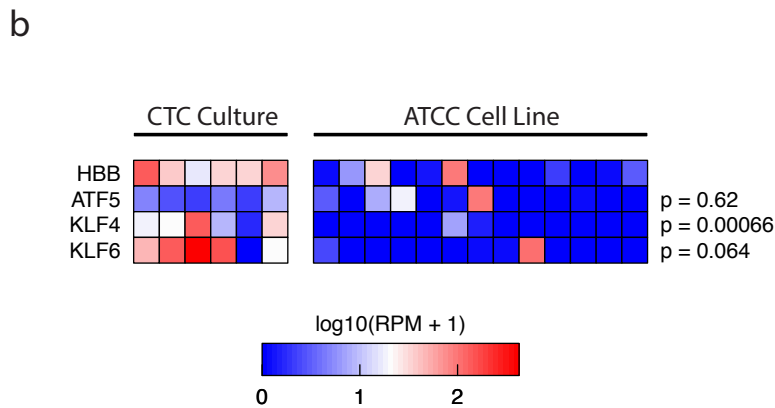 b
CTC Culture ATCC Cell Line
HBB
ATF5 p = 0.62
KLF4 p = 0.00066
KLF6 p = 0.064
log10(RPM + 1)
0 1 2